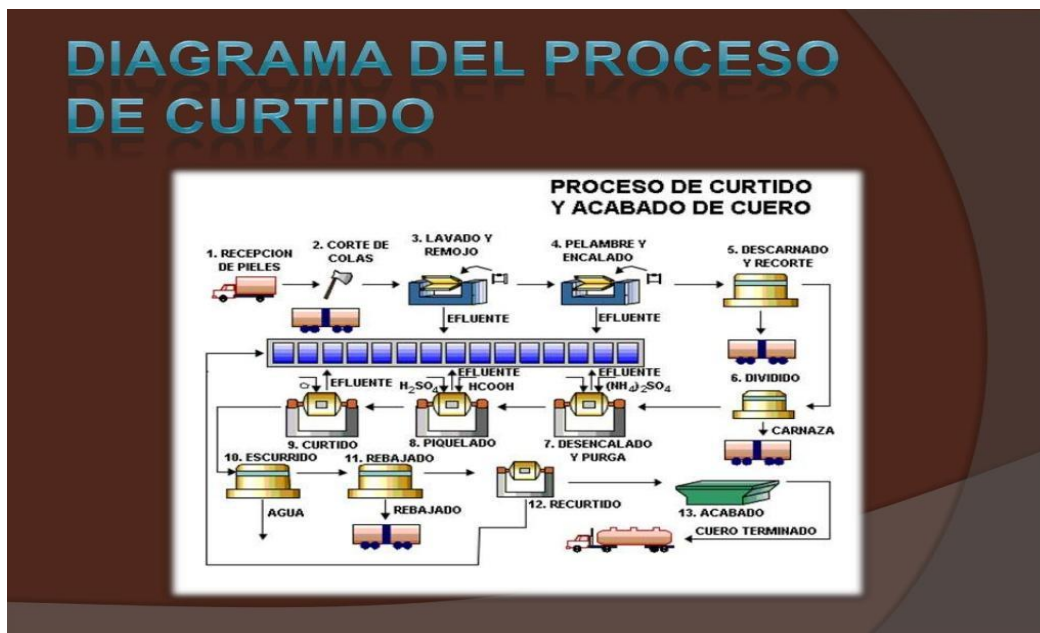 DIAGRAMA DEL PROCESO
DE CURTIDO
PROCESO DE CURTIDO
Y ACABADO DE CUERO
1. RECEPCION
DE PIELES
2. CORTE DE
COLAS
3. LAVADO Y
REMOJO
4. PELAMBRE Y
ENCALADO
5. DESCARNADO
Y RECORTE
EFLUENTE
EFLUENTE
6. DIVIDIDO
CARNAZA
EFLUENTE
(NH4)2SO4
7. DESENCALADO
Y PURGA
EFLUENTE
H2SO4
HCOOH
8. PIQUELADO
EFLUENTE
9. CURTIDO
10. ESCURRIDO
AGUA
11. REBAJADO
REBAJADO
12. RECURTIDO
13. ACABADO
CUERO TERMINADO